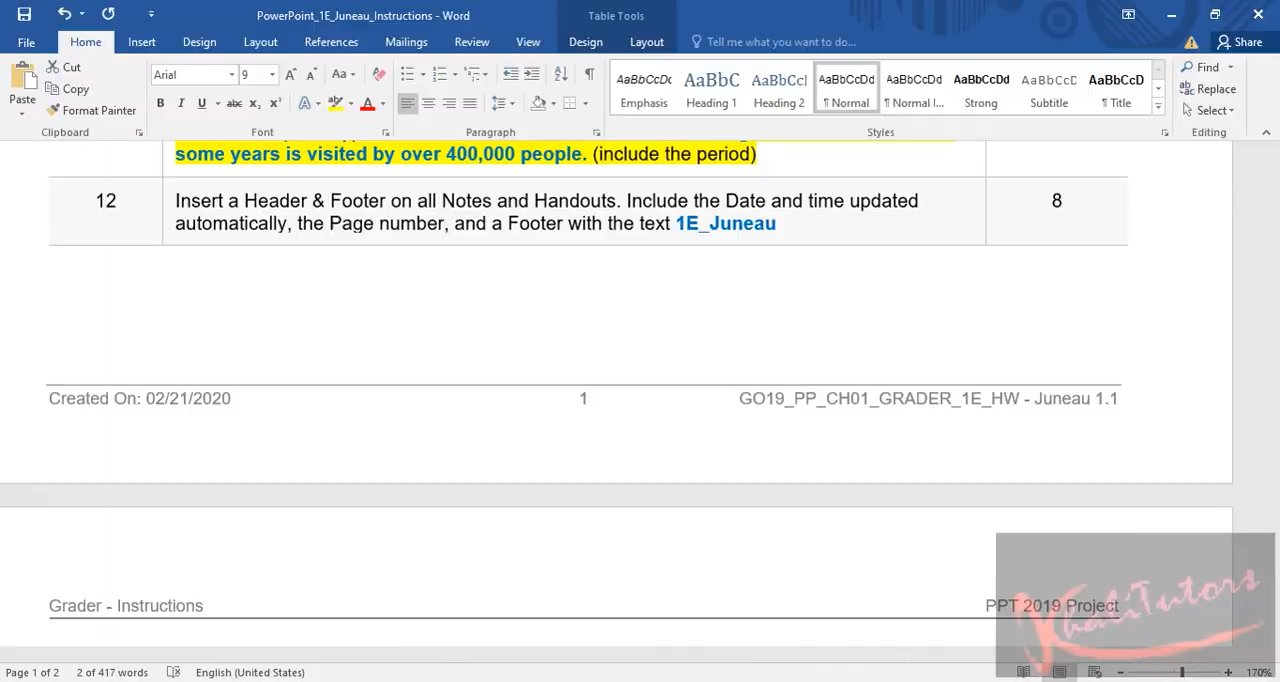 PowerPoint_1E_Juneau_Instructions - Word
Table Tools
File Home Insert Design Layout References Mailings Review View Design Layout Tell me what you want to do... Share
Paste
Cut
Copy
Format Painter
Clipboard
Arial 9
Font
Paragraph
AaBbCcDc AaBbC AaBbCcI AaBbCcDd AaBbCcDd AaBbCcDd AaBbCcD AaBbCcD
Emphasis Heading 1 Heading 2 ¶ Normal ¶ Normal I... Strong Subtitle ¶ Title
Styles
Find
Replace
Select
Editing
some years is visited by over 400,000 people. (include the period)
12 Insert a Header & Footer on all Notes and Handouts. Include the Date and time updated 8
automatically, the Page number, and a Footer with the text 1E_Juneau
Created On: 02/21/2020 1 GO19_PP_CH01_GRADER_1E_HW - Juneau 1.1
Grader - Instructions PPT 2019 Project
KhaliTutors
Page 1 of 2 2 of 417 words English (United States) 170%